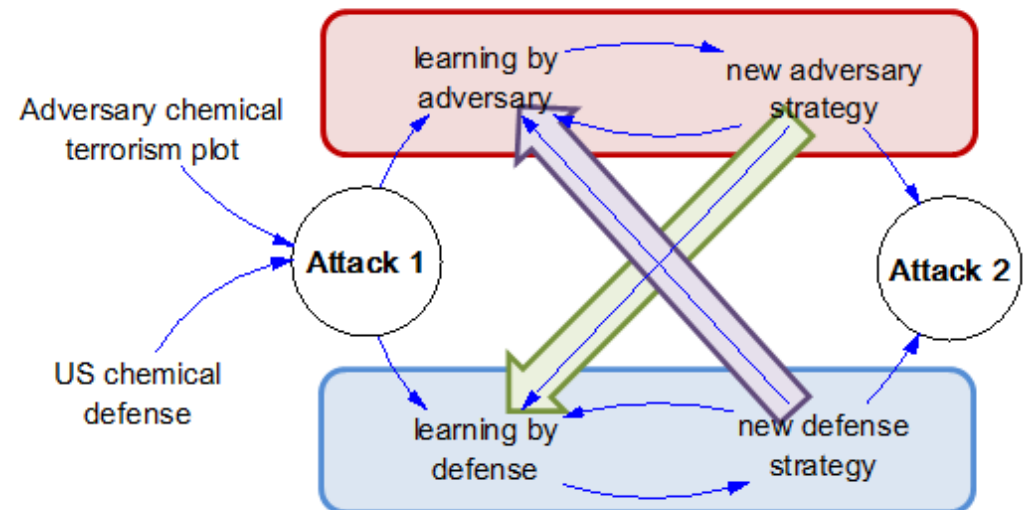 learning by
adversary
new adversary
strategy
Adversary chemical
terrorism plot
Attack 1
Attack 2
US chemical
defense
learning by
defense
new defense
strategy